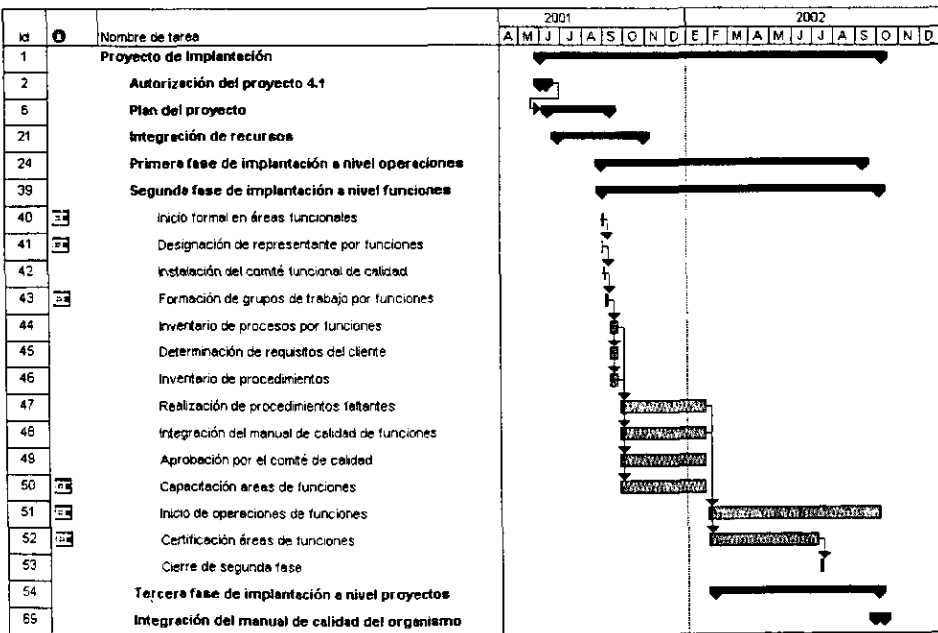 2001 2002
Id Nombre de tarea A M J J A S O N D E F M A M J J A S O N D
1 Proyecto de implantación
2 Autorización del proyecto 4.1
6 Plan del proyecto
21 Integración de recursos
24 Primera fase de implantación a nivel operaciones
39 Segunda fase de implantación a nivel funciones
40 Inicio formal en áreas funcionales
41 Designación de representante por funciones
42 Instalación del comité funcional de calidad
43 Formación de grupos de trabajo por funciones
44 Inventario de procesos por funciones
45 Determinación de requisitos del cliente
46 Inventario de procedimientos
47 Realización de procedimientos faltantes
48 Integración del manual de calidad de funciones
49 Aprobación por el comité de calidad
50 Capacitación areas de funciones
51 Inicio de operaciones de funciones
52 Certificación áreas de funciones
53 Cierre de segunda fase
54 Tercera fase de implantación a nivel proyectos
65 Integración del manual de calidad del organismo